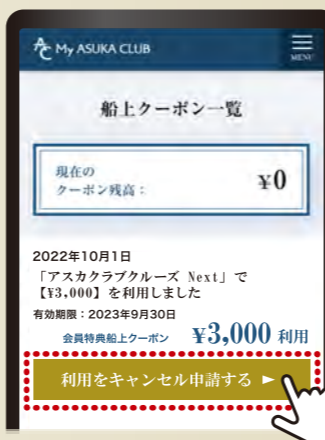 My ASUKA CLUB
MENU
船上クーポン一覧
現在の
クーポン残高：
¥0
2022年10月1日
「アスカクラブクルーズ Next」で
【¥3,000】を利用しました
有効期限：2023年9月30日
会員特典船上クーポン ¥3,000 利用
利用をキャンセル申請する ►